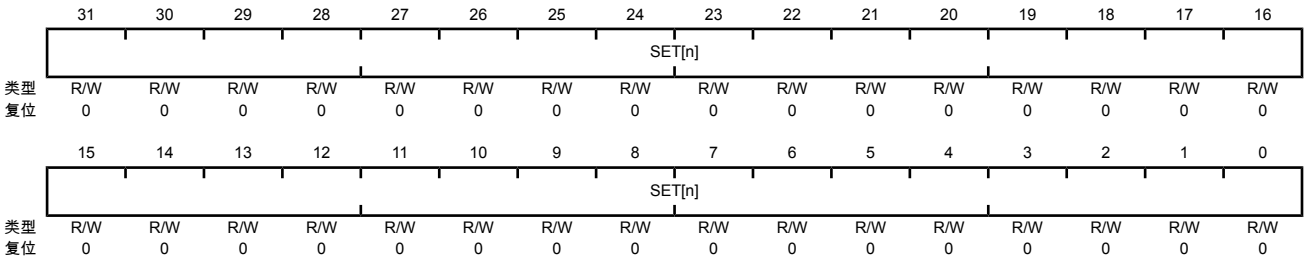 31 30 29 28 27 26 25 24 23 22 21 20 19 18 17 16
SET[n]
类型 R/W R/W R/W R/W R/W R/W R/W R/W R/W R/W R/W R/W R/W R/W R/W R/W
复位 0 0 0 0 0 0 0 0 0 0 0 0 0 0 0 0
15 14 13 12 11 10 9 8 7 6 5 4 3 2 1 0
SET[n]
类型 R/W R/W R/W R/W R/W R/W R/W R/W R/W R/W R/W R/W R/W R/W R/W R/W
复位 0 0 0 0 0 0 0 0 0 0 0 0 0 0 0 0